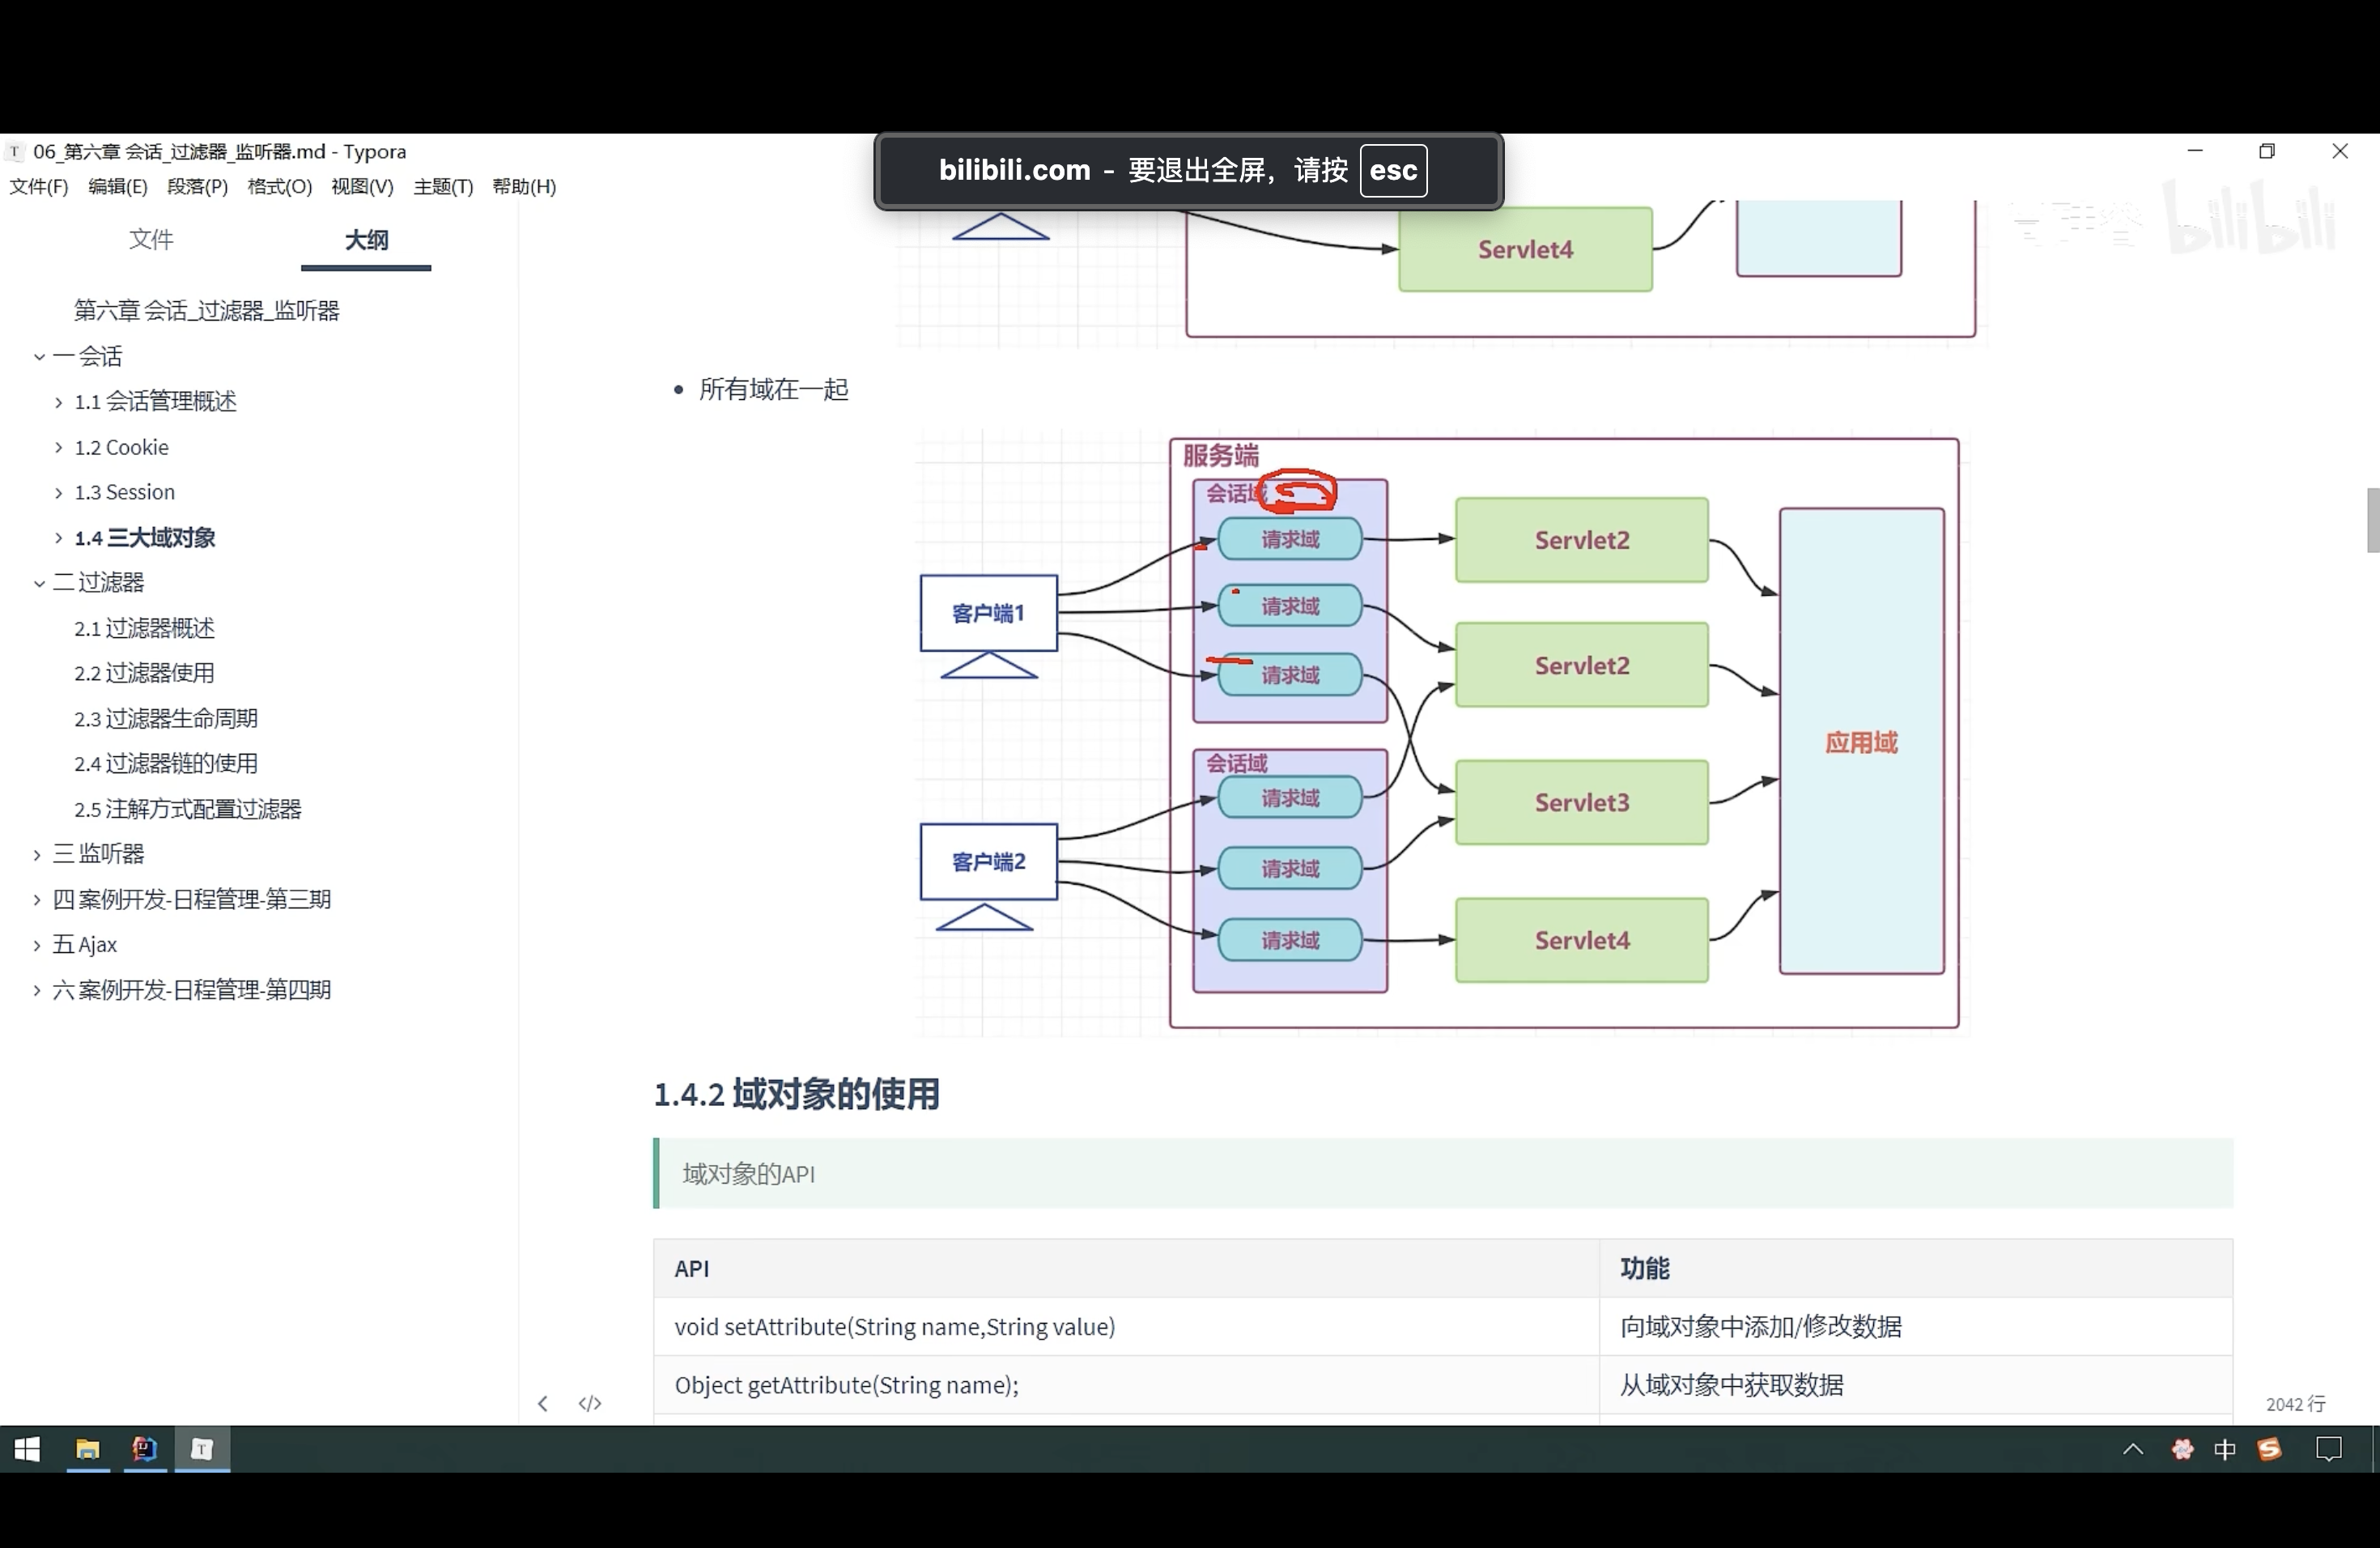 06_第六章 会话_过滤器_监听器.md - Typora
bilibili.com - 要退出全屏，请按 esc
文件(F) 编辑(E) 段落(P) 格式(O) 视图(V) 主题(T) 帮助(H)
文件 大纲
第六章 会话_过滤器_监听器
一 会话
1.1 会话管理概述
1.2 Cookie
1.3 Session
1.4 三大域对象
二 过滤器
2.1 过滤器概述
2.2 过滤器使用
2.3 过滤器生命周期
2.4 过滤器链的使用
2.5 注解方式配置过滤器
三 监听器
四 案例开发-日程管理-第三期
五 Ajax
六 案例开发-日程管理-第四期
bilibili
Servlet4
所有域在一起
服务端
会话域
请求域
请求域
请求域
客户端1
会话域
请求域
请求域
请求域
客户端2
Servlet2
Servlet2
Servlet3
Servlet4
应用域
1.4.2 域对象的使用
域对象的API
API 功能
void setAttribute(String name,String value) 向域对象中添加/修改数据
Object getAttribute(String name); 从域对象中获取数据
2042 行
中